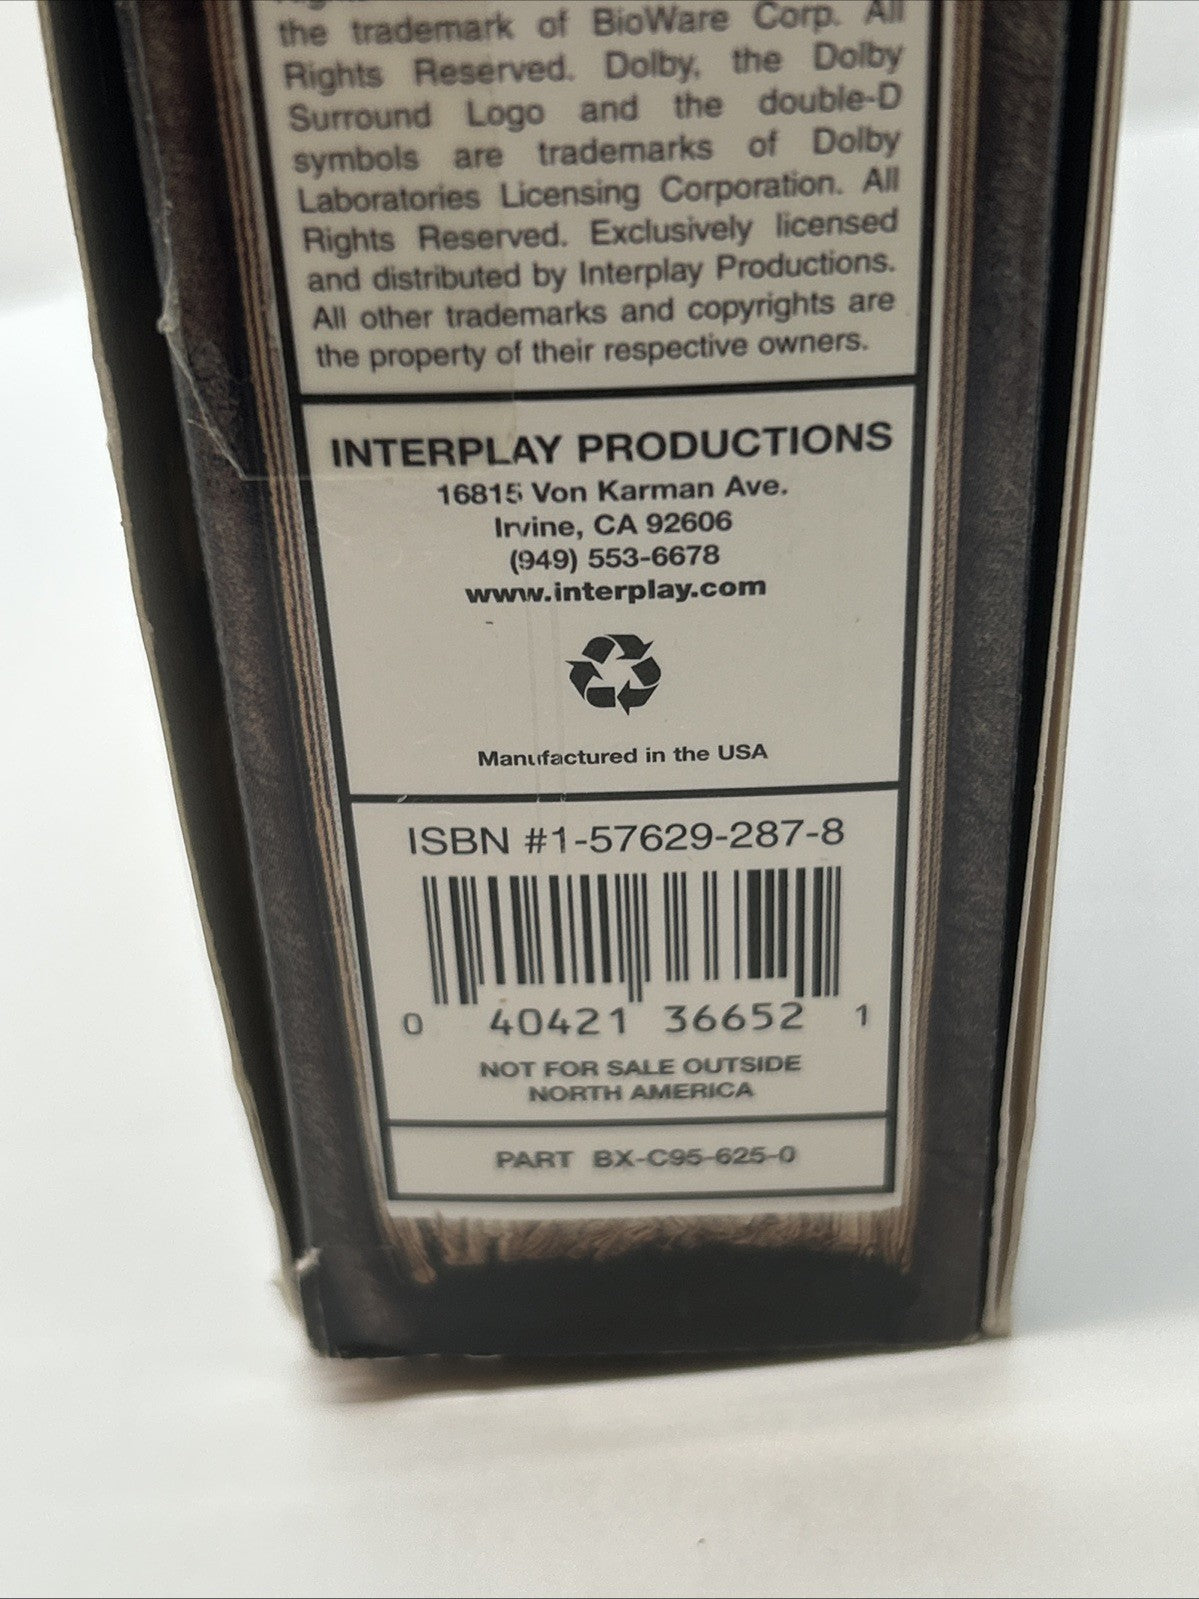 the trademark of BioWare Corp. All
Rights Reserved. Dolby, the Dolby
Surround Logo and the double-D
symbols are trademarks of Dolby
Laboratories Licensing Corporation. All
Rights Reserved. Exclusively licensed
and distributed by Interplay Productions.
All other trademarks and copyrights are
the property of their respective owners.
INTERPLAY PRODUCTIONS
16815 Von Karman Ave.
Irvine, CA 92606
(949) 553-6678
www.interplay.com
Manufactured in the USA
ISBN #1-57629-287-8
0 40421 36652 1
NOT FOR SALE OUTSIDE
NORTH AMERICA
PART BX-C95-625-0